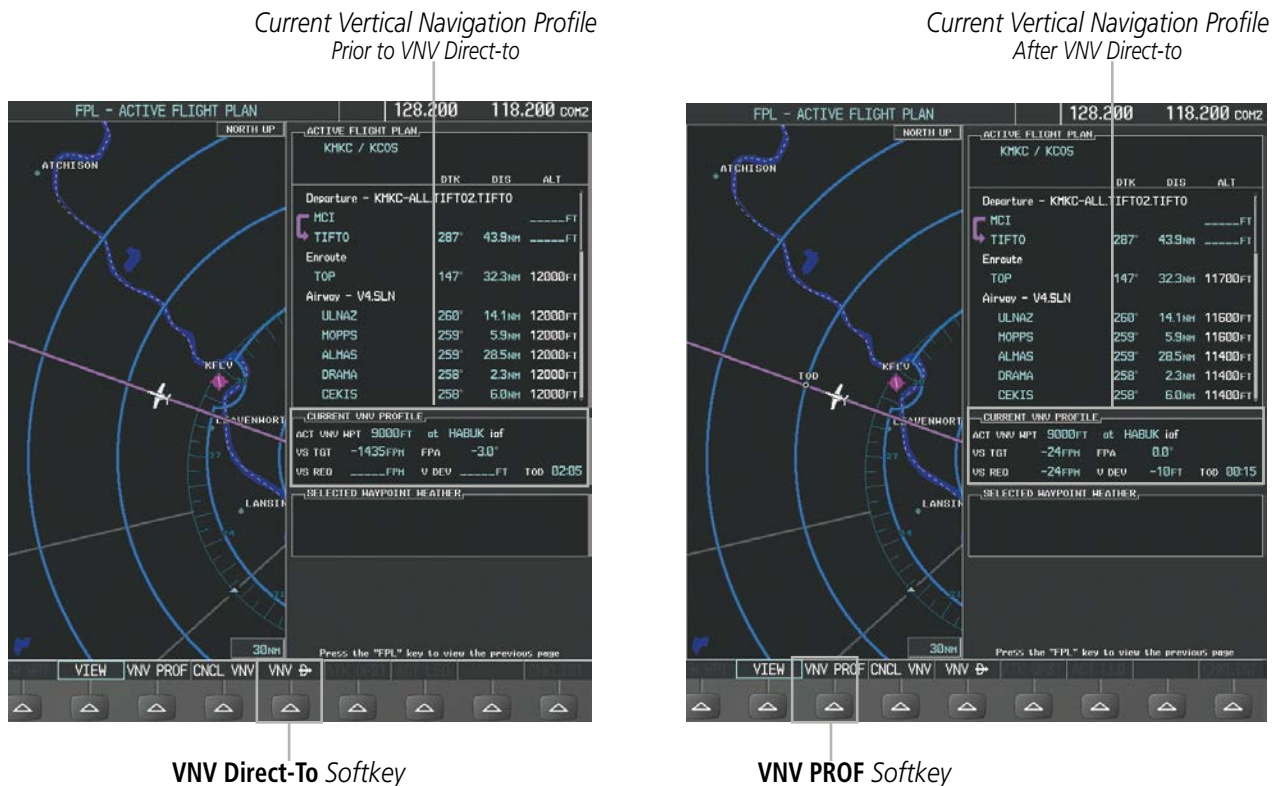 Current Vertical Navigation Profile
Prior to VNV Direct-to
FPL – ACTIVE FLIGHT PLAN 128.200 118.200 COM2
NORTH UP
ATCHISON
KFLV
LEAVENWORT
LANSIN
27
24
21
30NM
ACTIVE FLIGHT PLAN
KMKC / KCOS
DTK DIS ALT
Departure – KMKC-ALL.TIFTO2.TIFTO
MCI _____FT
TIFTO 287° 43.9NM _____FT
Enroute
TOP 147° 32.3NM 12000FT
Airway – V4.SLN
ULNAZ 260° 14.1NM 12000FT
HOPPS 259° 5.9NM 12000FT
ALMAS 259° 28.5NM 12000FT
DRAMA 258° 2.3NM 12000FT
CEKIS 258° 6.0NM 12000FT
CURRENT VNV PROFILE
ACT VNV WPT 9000FT at HABUK iaf
VS TGT -1435FPM FPA -3.0°
VS REQ _____FPM V DEV _____FT TOD 02:05
SELECTED WAYPOINT WEATHER
Press the "FPL" key to view the previous page
VIEW VNV PROF CNCL VNV VNV
VNV Direct-To Softkey
Current Vertical Navigation Profile
After VNV Direct-to
FPL – ACTIVE FLIGHT PLAN 128.200 118.200 COM2
NORTH UP
ATCHISON
TOD
KFLV
LEAVENWORT
LANSIN
27
24
21
30NM
ACTIVE FLIGHT PLAN
KMKC / KCOS
DTK DIS ALT
Departure – KMKC-ALL.TIFTO2.TIFTO
MCI _____FT
TIFTO 287° 43.9NM _____FT
Enroute
TOP 147° 32.3NM 11700FT
Airway – V4.SLN
ULNAZ 260° 14.1NM 11600FT
HOPPS 259° 5.9NM 11600FT
ALMAS 259° 28.5NM 11400FT
DRAMA 258° 2.3NM 11400FT
CEKIS 258° 6.0NM 11400FT
CURRENT VNV PROFILE
ACT VNV WPT 9000FT at HABUK iaf
VS TGT -24FPM FPA 0.0°
VS REQ -24FPM V DEV -10FT TOD 00:15
SELECTED WAYPOINT WEATHER
Press the "FPL" key to view the previous page
VIEW VNV PROF CNCL VNV VNV
VNV PROF Softkey